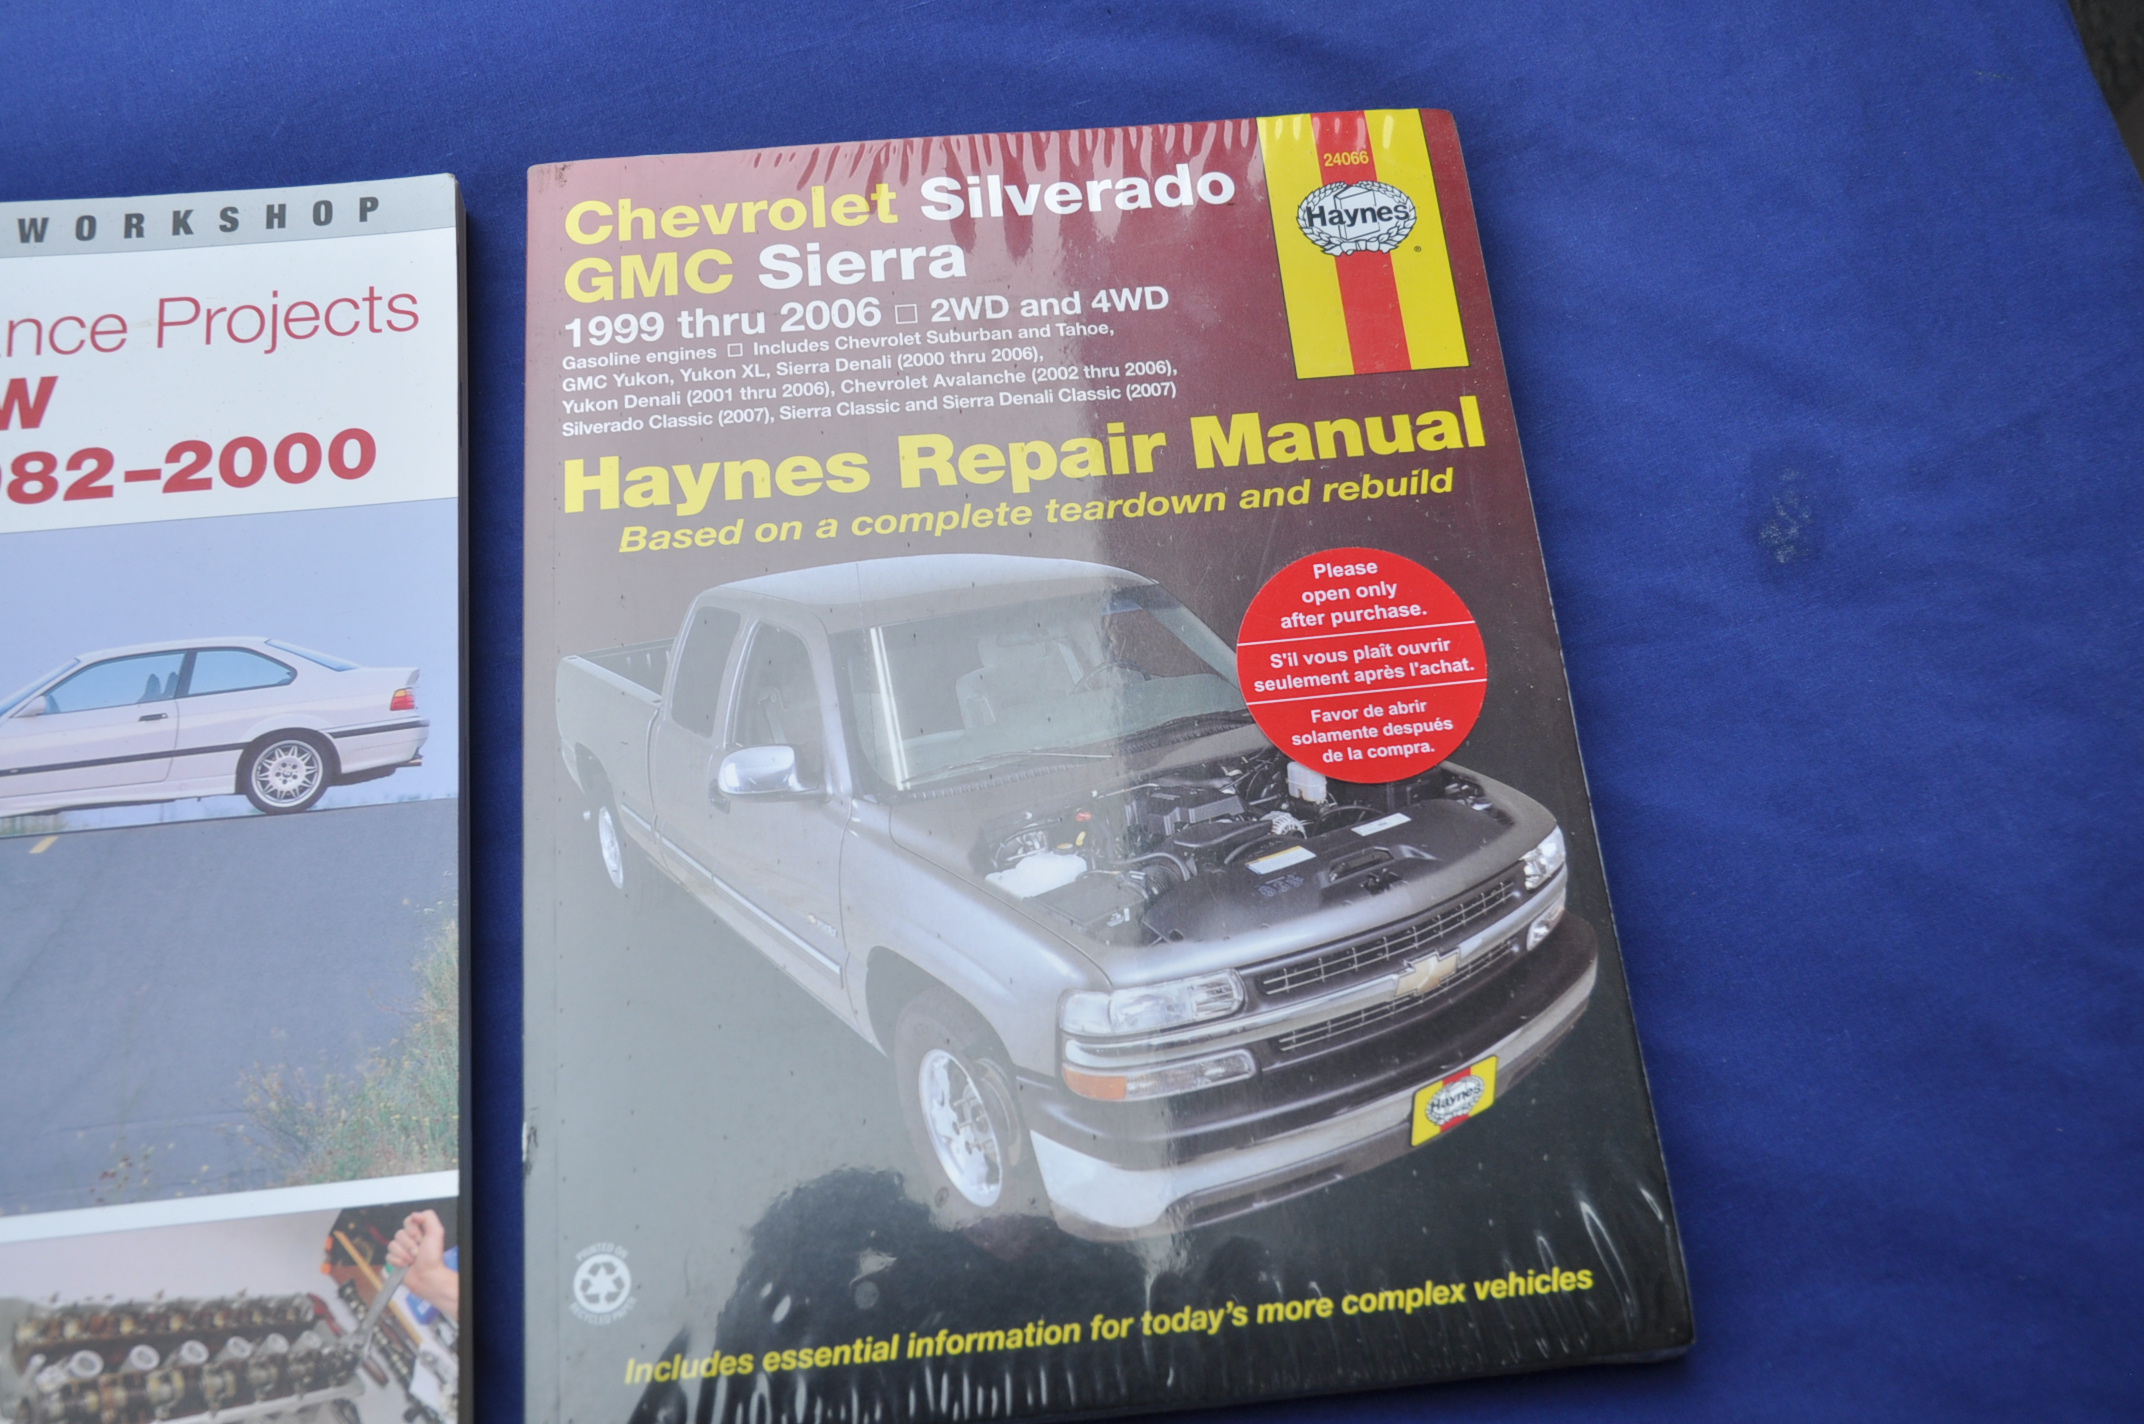 WORKSHOP
nce Projects
W
982–2000
24066
Haynes
®
Chevrolet Silverado
GMC Sierra
1999 thru 2006 □ 2WD and 4WD
Gasoline engines □ Includes Chevrolet Suburban and Tahoe,
GMC Yukon, Yukon XL, Sierra Denali (2000 thru 2006),
Yukon Denali (2001 thru 2006), Chevrolet Avalanche (2002 thru 2006),
Silverado Classic (2007), Sierra Classic and Sierra Denali Classic (2007)
Haynes Repair Manual
Based on a complete teardown and rebuild
Please
open only
after purchase.
S'il vous plaît ouvrir
seulement après l'achat.
Favor de abrir
solamente después
de la compra.
Haynes
PRINTED ON
RECYCLED PAPER
Includes essential information for today's more complex vehicles